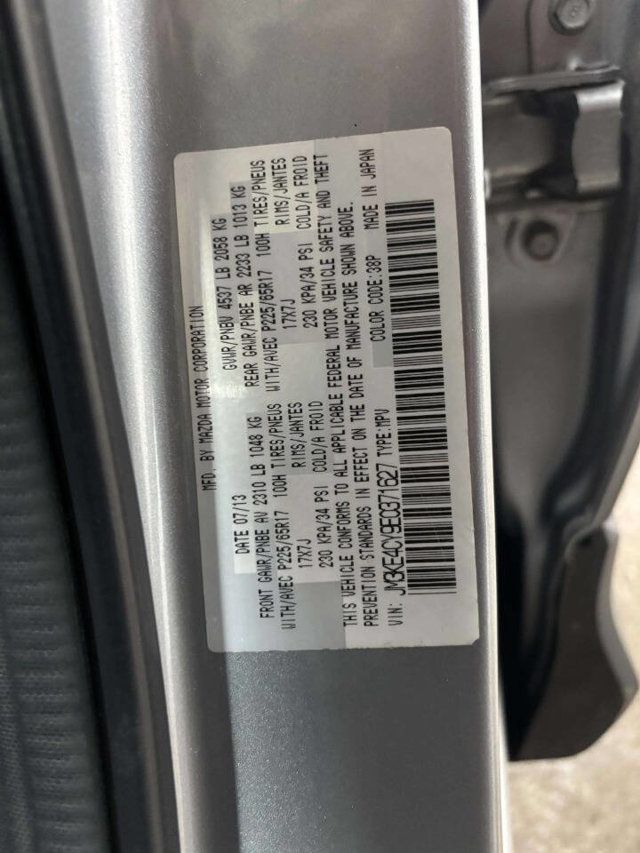 MFD. BY MAZDA MOTOR CORPORATION
DATE 07/13 GVWR/PNBV 4537 LB 2058 KG
FRONT GAWR/PNBE AV 2310 LB 1048 KG REAR GAWR/PNBE AR 2233 LB 1013 KG
WITH/AVEC P225/65R17 100H TIRES/PNEUS WITH/AVEC P225/65R17 100H TIRES/PNEUS
17X7J RIMS/JANTES 17X7J RIMS/JANTES
230 KPA/34 PSI COLD/A FROID 230 KPA/34 PSI COLD/A FROID
THIS VEHICLE CONFORMS TO ALL APPLICABLE FEDERAL MOTOR VEHICLE SAFETY AND THEFT
PREVENTION STANDARDS IN EFFECT ON THE DATE OF MANUFACTURE SHOWN ABOVE.
VIN: JM3KE4CY9E0371627 TYPE:MPV COLOR CODE:38P MADE IN JAPAN